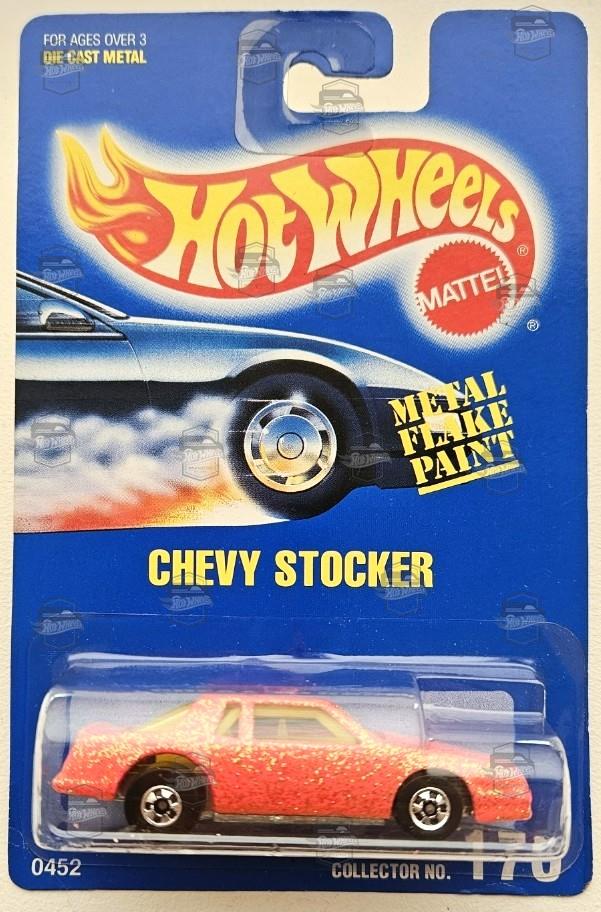 FOR AGES OVER 3
DIE CAST METAL
HOT WHEELS ®
MATTEL ®
METAL
FLAKE
PAINT
CHEVY STOCKER
0452
COLLECTOR NO.